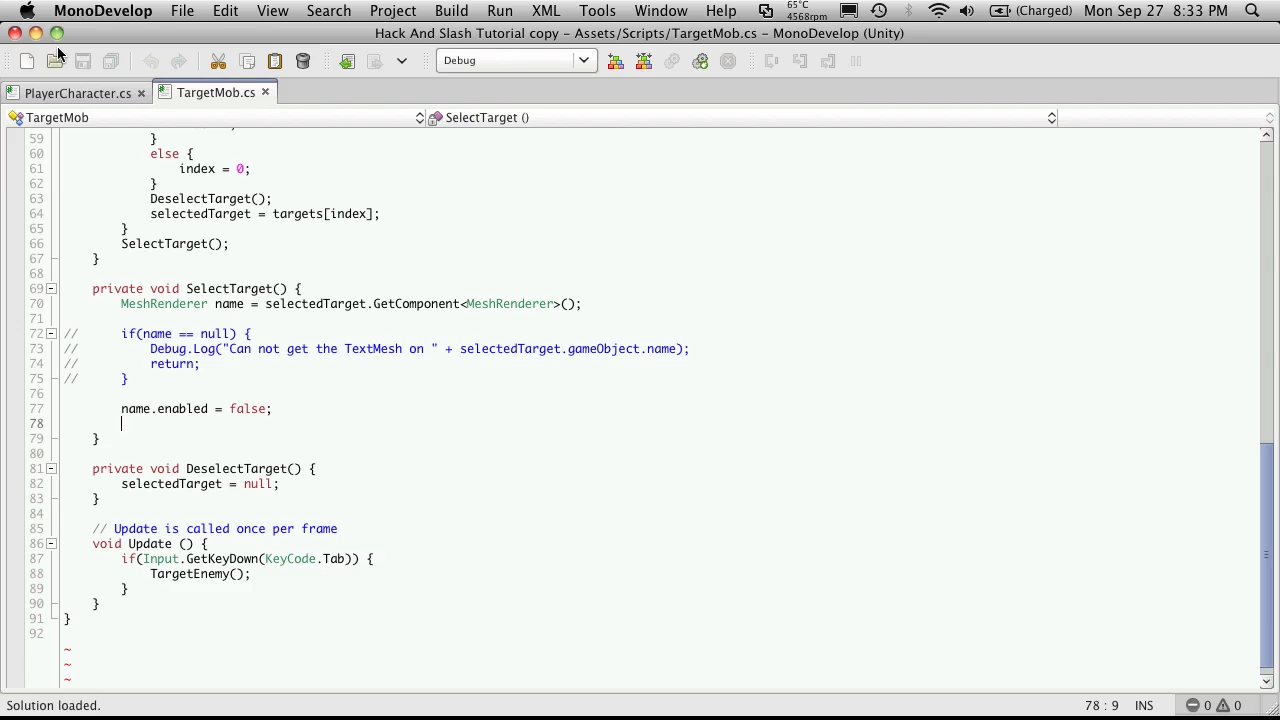 MonoDevelop File Edit View Search Project Build Run XML Tools Window Help 65°C 4568rpm (Charged) Mon Sep 27 8:33 PM
Hack And Slash Tutorial copy - Assets/Scripts/TargetMob.cs - MonoDevelop (Unity)
Debug
PlayerCharacter.cs TargetMob.cs
TargetMob SelectTarget ()
59 }
60 else {
61 index = 0;
62 }
63 DeselectTarget();
64 selectedTarget = targets[index];
65 }
66 SelectTarget();
67 }
68
69 private void SelectTarget() {
70 MeshRenderer name = selectedTarget.GetComponent<MeshRenderer>();
71
72 // if(name == null) {
73 // Debug.Log("Can not get the TextMesh on " + selectedTarget.gameObject.name);
74 // return;
75 // }
76
77 name.enabled = false;
78
79 }
80
81 private void DeselectTarget() {
82 selectedTarget = null;
83 }
84
85 // Update is called once per frame
86 void Update () {
87 if(Input.GetKeyDown(KeyCode.Tab)) {
88 TargetEnemy();
89 }
90 }
91 }
92
~
~
~
Solution loaded. 78 : 9 INS 0 0